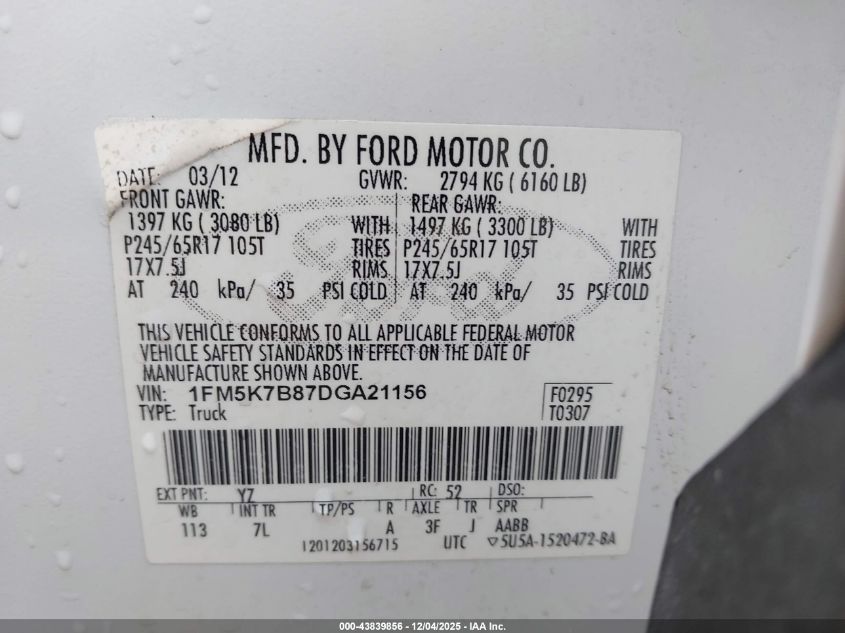 MFD. BY FORD MOTOR CO.
DATE: 03/12 GVWR: 2794 KG ( 6160 LB)
FRONT GAWR: REAR GAWR:
1397 KG ( 3080 LB) WITH 1497 KG ( 3300 LB) WITH
P245/65R17 105T TIRES P245/65R17 105T TIRES
17X7.5J RIMS 17X7.5J RIMS
AT 240 kPa/ 35 PSI COLD AT 240 kPa/ 35 PSI COLD
Ford
THIS VEHICLE CONFORMS TO ALL APPLICABLE FEDERAL MOTOR
VEHICLE SAFETY STANDARDS IN EFFECT ON THE DATE OF
MANUFACTURE SHOWN ABOVE.
VIN: 1FM5K7B87DGA21156 F0295
TYPE: Truck T0307
EXT PNT: YZ RC: 52 DSO:
WB INT TR TP/PS R AXLE TR SPR
113 7L A 3F J AABB
1201203156715 UTC ▽5U5A-1520472-BA
000-43839856 - 12/04/2025 - IAA Inc.